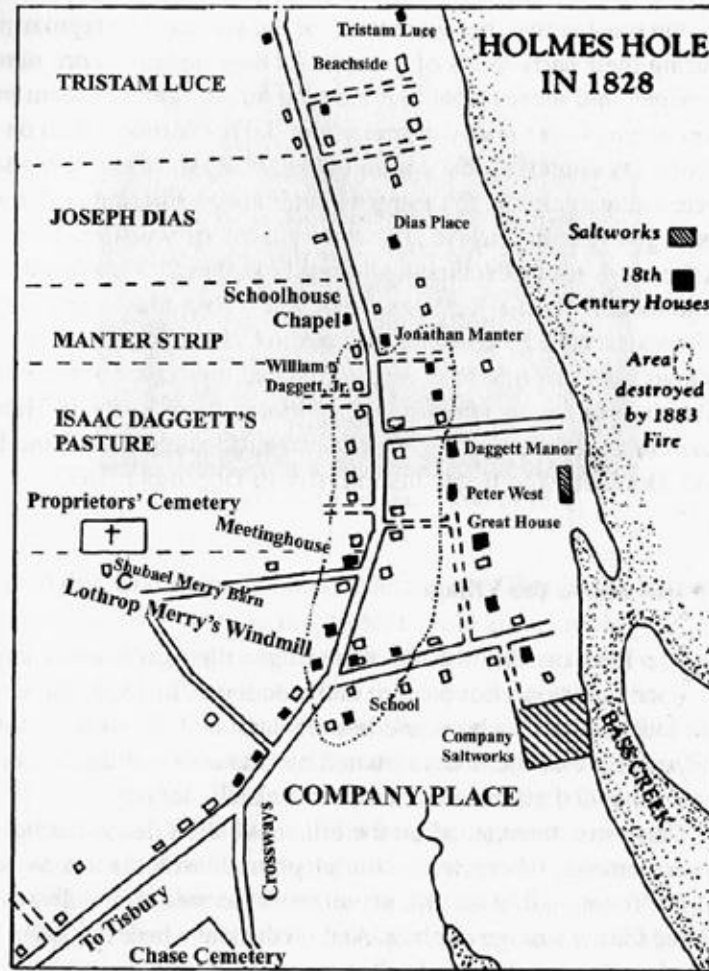 Tristam Luce
HOLMES HOLE
IN 1828
Beachside
TRISTAM LUCE
JOSEPH DIAS
Dias Place
Saltworks
18th
Century Houses
Schoolhouse
Chapel
MANTER STRIP
Jonathan Manter
Area
destroyed
by 1883
Fire
William
Daggett, Jr.
ISAAC DAGGETT'S
PASTURE
Daggett Manor
Peter West
Proprietors' Cemetery
Meetinghouse
Great House
Shubael Merry Barn
Lothrop Merry's Windmill
School
Company
Saltworks
BASS CREEK
COMPANY PLACE
Crossway
To Tisbury
Chase Cemetery